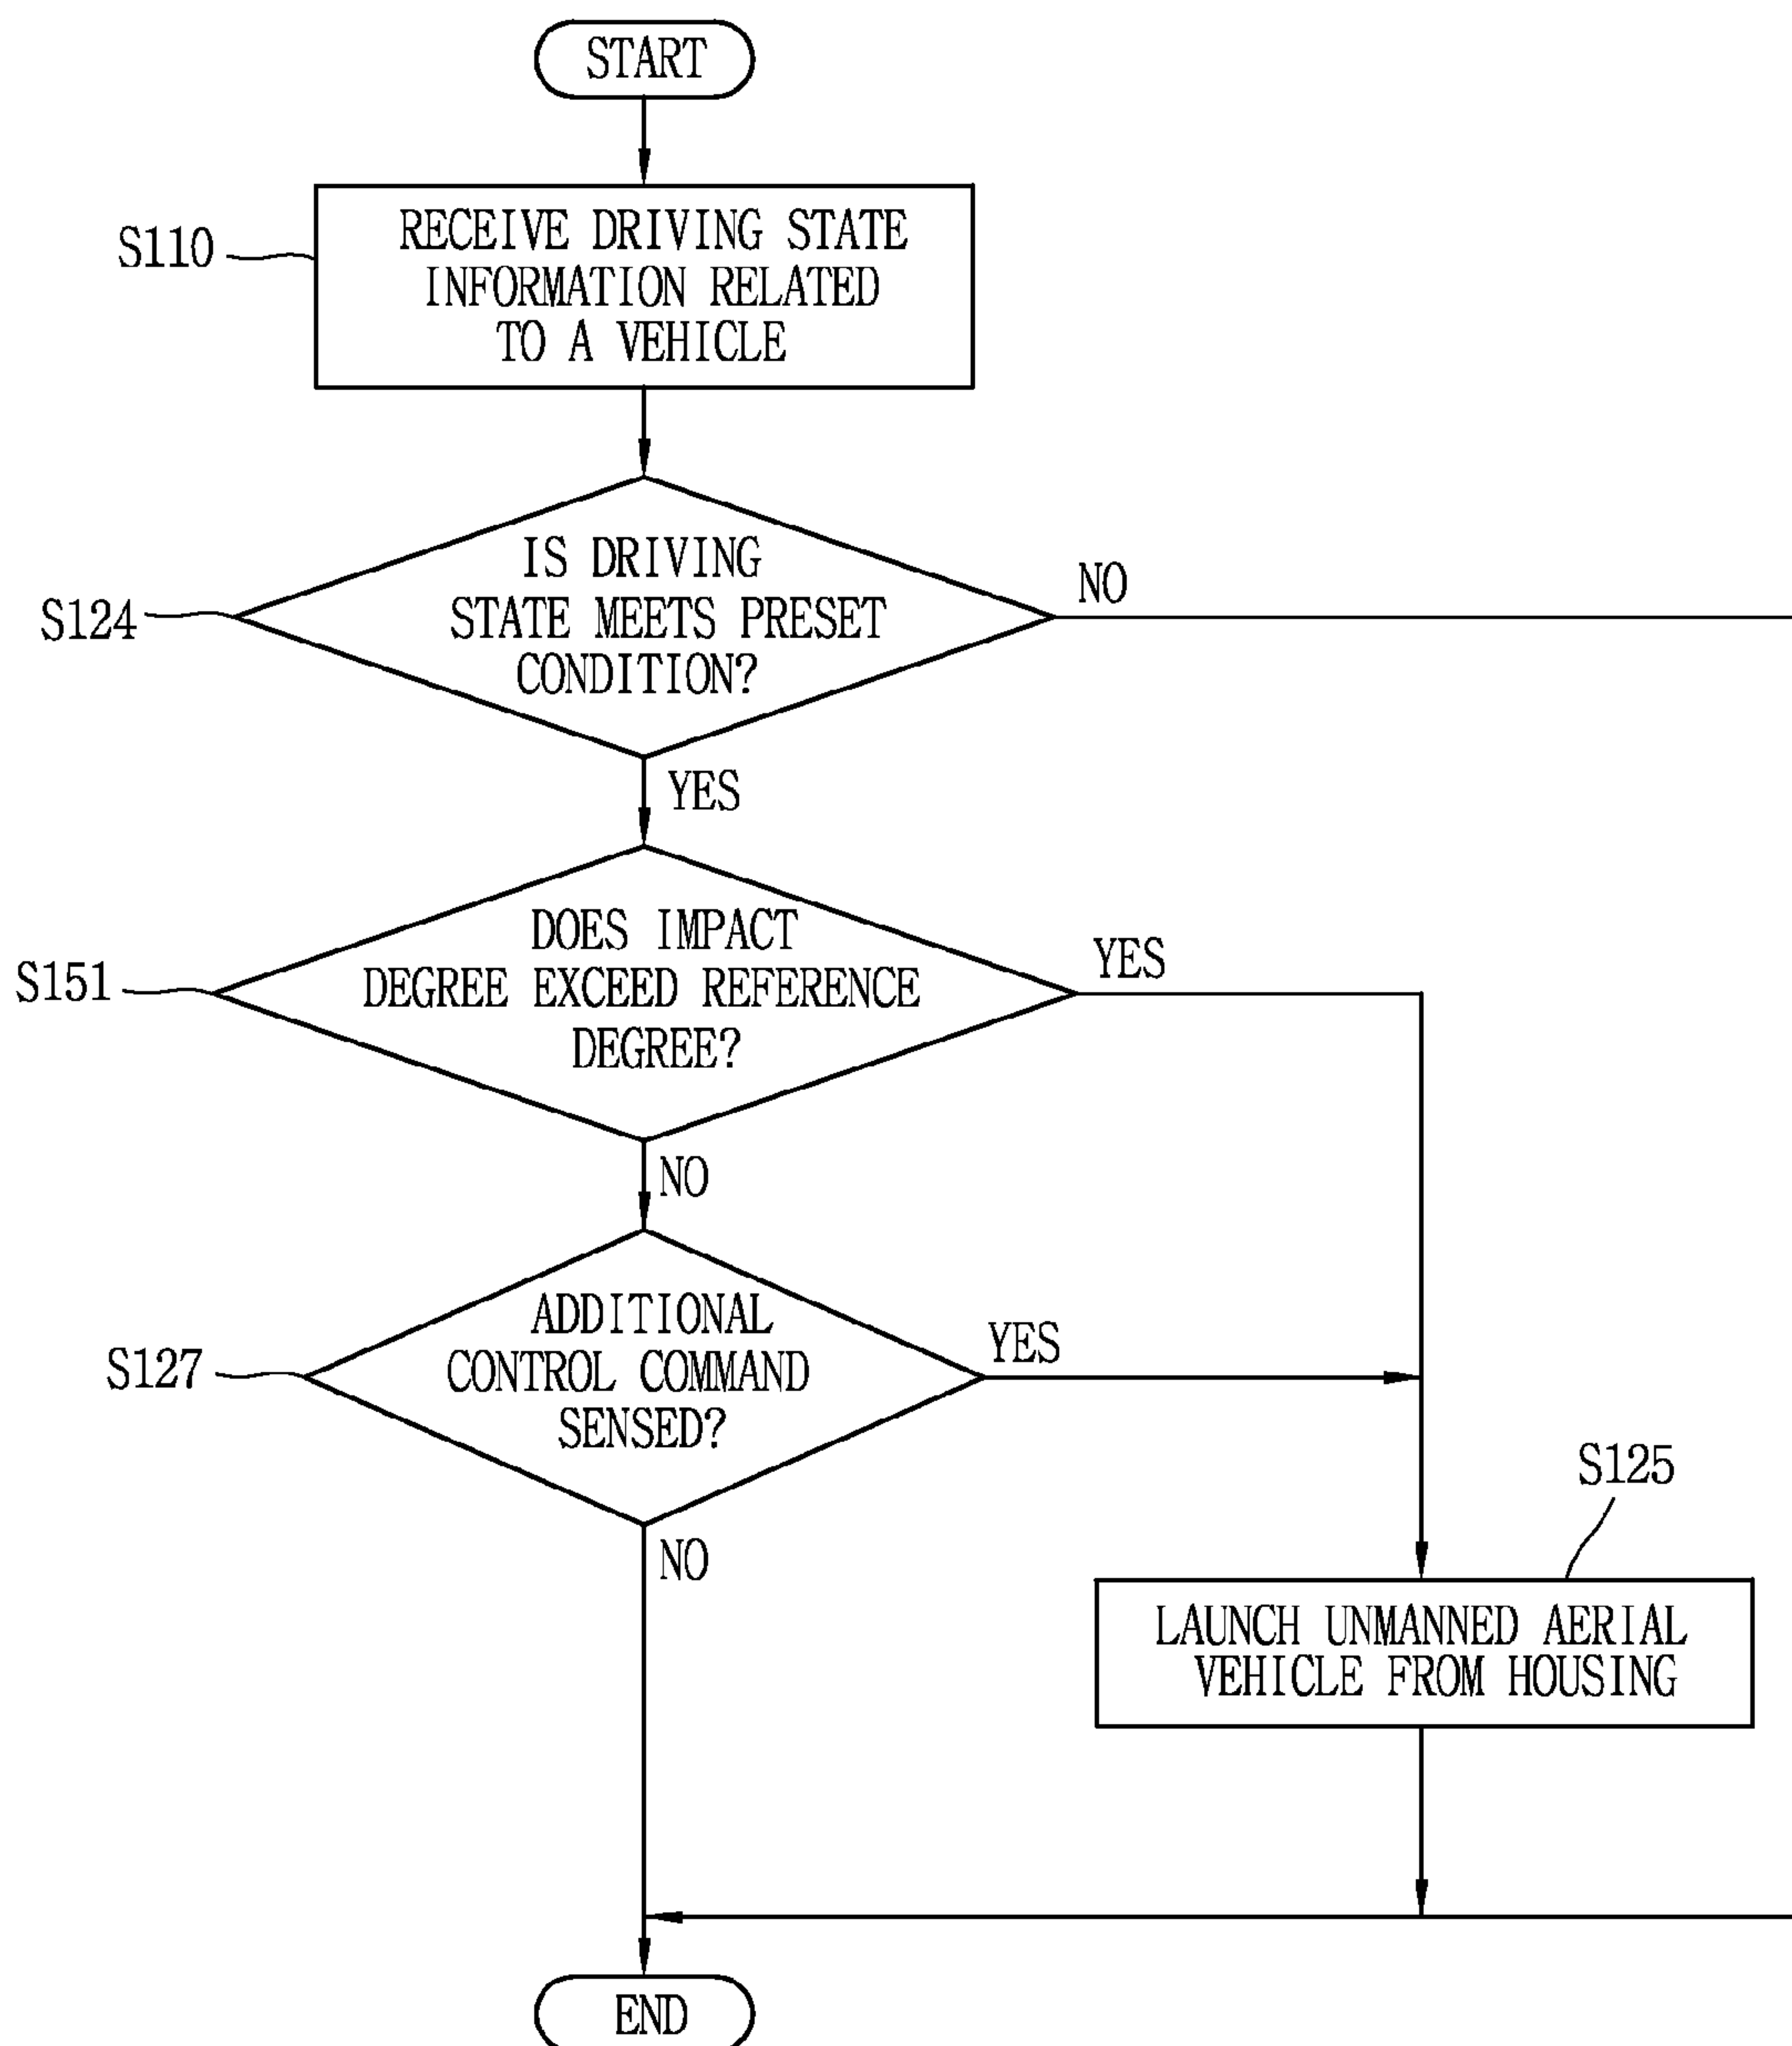 START
S110
RECEIVE DRIVING STATE
INFORMATION RELATED
TO A VEHICLE
S124
IS DRIVING
STATE MEETS PRESET
CONDITION?
NO
YES
S151
DOES IMPACT
DEGREE EXCEED REFERENCE
DEGREE?
YES
NO
S127
ADDITIONAL
CONTROL COMMAND
SENSED?
YES
NO
S125
LAUNCH UNMANNED AERIAL
VEHICLE FROM HOUSING
END